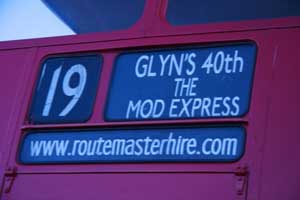 19
GLYN'S 40th
THE
MOD EXPRESS
www.routemasterhire.com